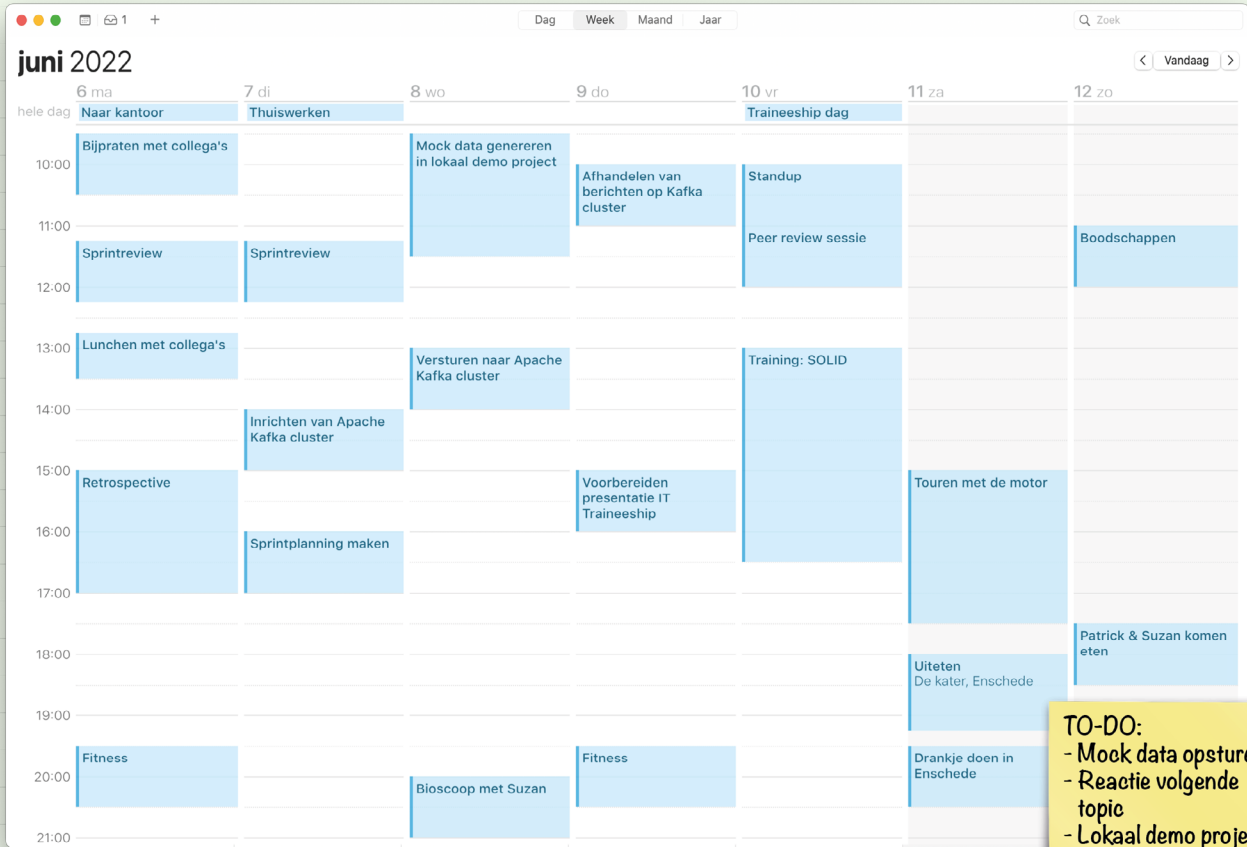 1
Dag
Week
Maand
Jaar
Zoek
juni 2022
Vandaag
6 ma
7 di
8 wo
9 do
10 vr
11 za
12 zo
hele dag
Naar kantoor
Thuiswerken
Traineeship dag
10:00
11:00
12:00
13:00
14:00
15:00
16:00
17:00
18:00
19:00
20:00
21:00
Bijpraten met collega's
Sprintreview
Lunchen met collega's
Retrospective
Fitness
Sprintreview
Inrichten van Apache
Kafka cluster
Sprintplanning maken
Mock data genereren
in lokaal demo project
Versturen naar Apache
Kafka cluster
Bioscoop met Suzan
Afhandelen van
berichten op Kafka
cluster
Voorbereiden
presentatie IT
Traineeship
Fitness
Standup
Peer review sessie
Training: SOLID
Touren met de motor
Uiteten
De kater, Enschede
Drankje doen in
Enschede
Boodschappen
Patrick & Suzan komen
eten
TO-DO:
- Mock data
- Reactie volgende
topic
- Lokaal demo